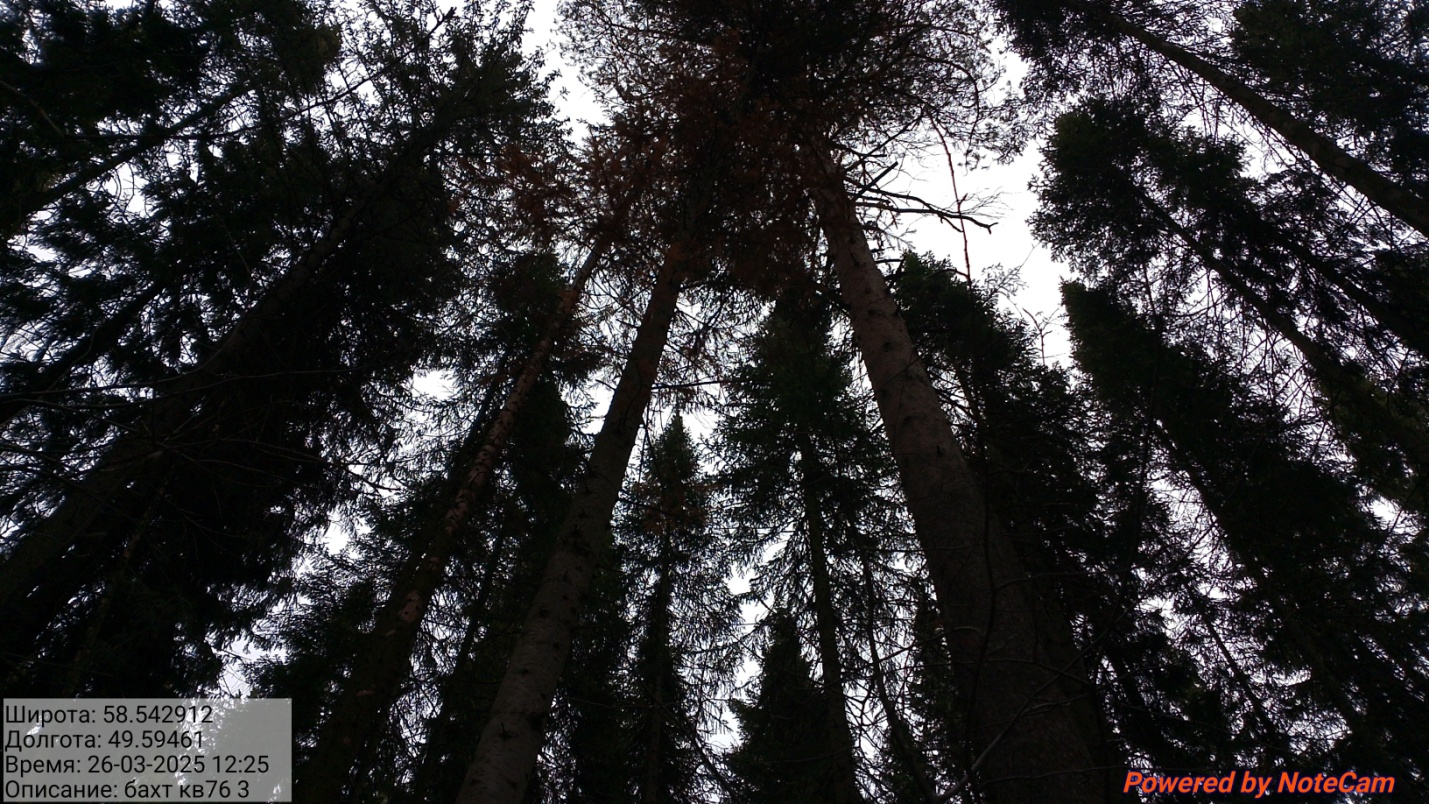 Широта: 58.542912
Долгота: 49.59461
Время: 26-03-2025 12:25
Описание: бахт кв76 3
Powered by NoteCam